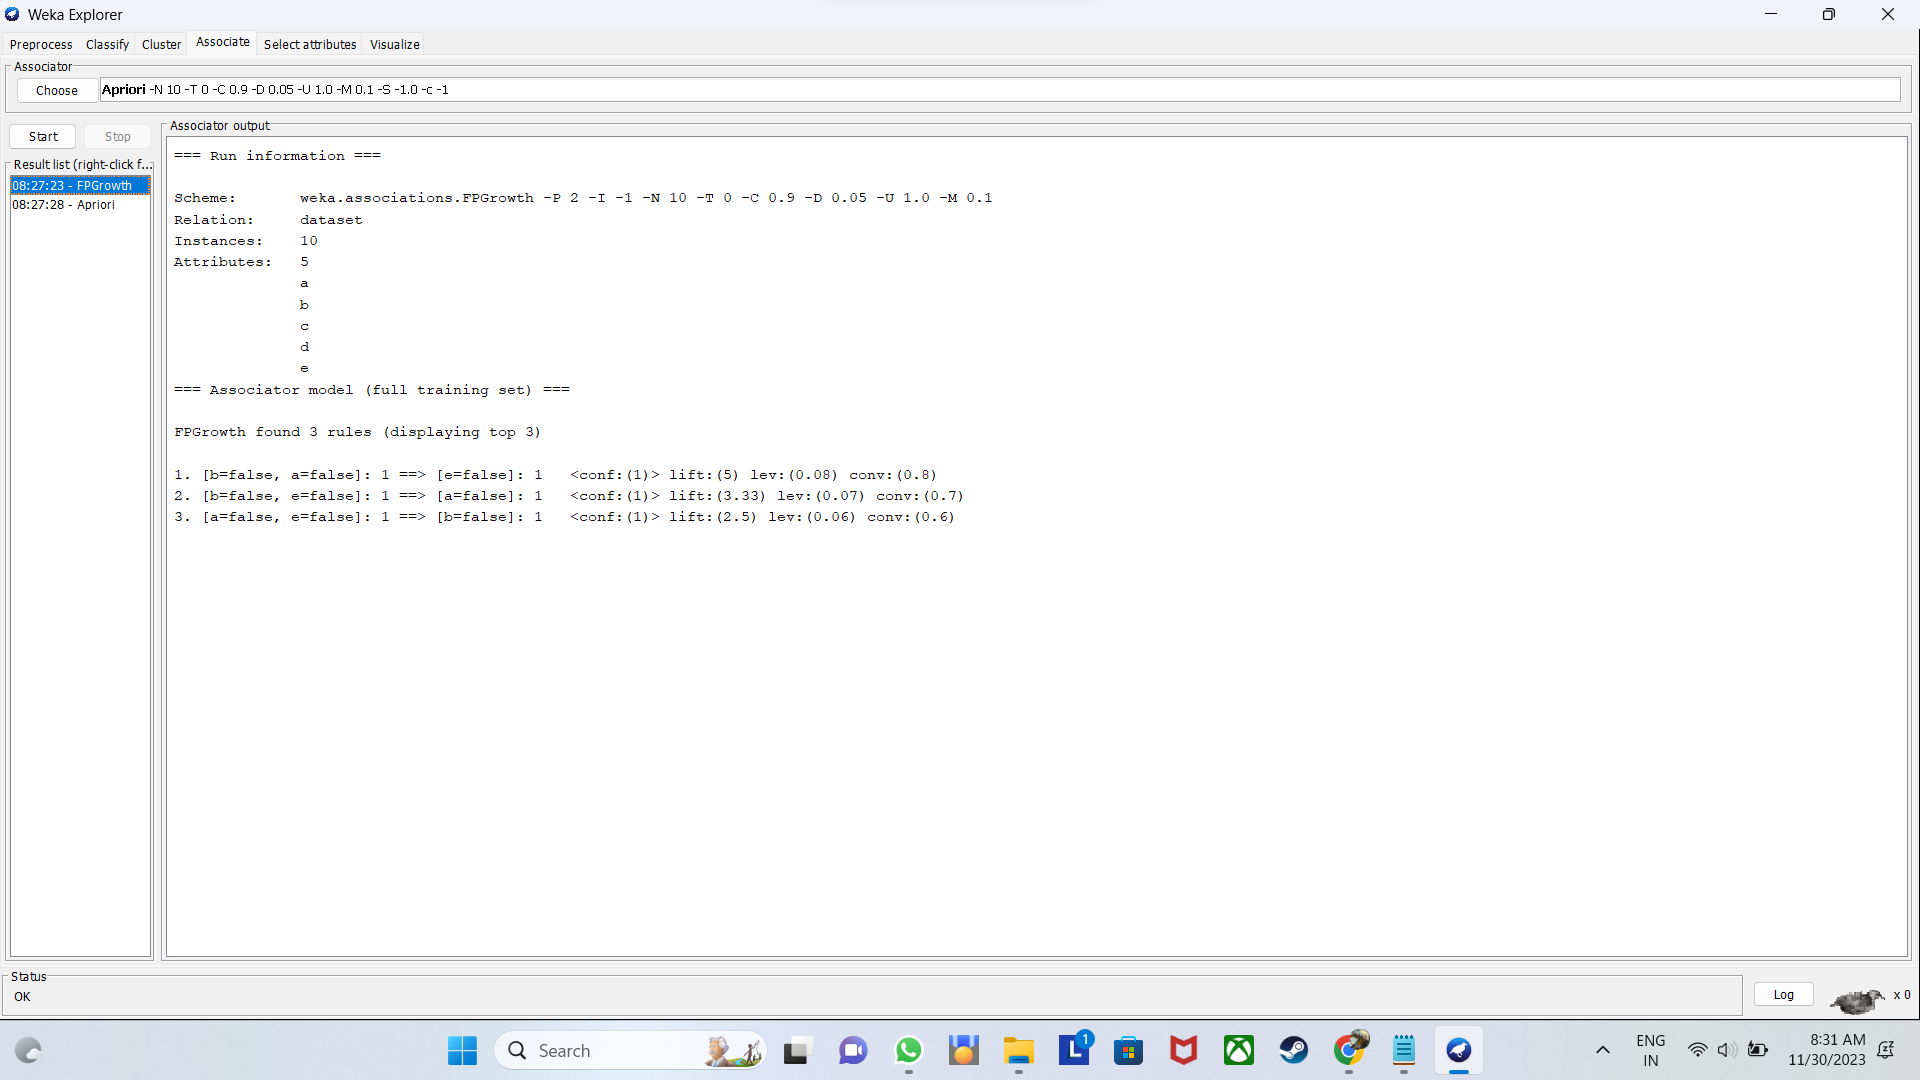 Weka Explorer
Preprocess Classify Cluster Associate Select attributes Visualize
Associator
Choose Apriori -N 10 -T 0 -C 0.9 -D 0.05 -U 1.0 -M 0.1 -S -1.0 -c -1
Start Stop
Result list (right-click f...
08:27:23 - FPGrowth
08:27:28 - Apriori
Associator output
=== Run information ===
Scheme: weka.associations.FPGrowth -P 2 -I -1 -N 10 -T 0 -C 0.9 -D 0.05 -U 1.0 -M 0.1
Relation: dataset
Instances: 10
Attributes: 5
a
b
c
d
e
=== Associator model (full training set) ===
FPGrowth found 3 rules (displaying top 3)
1. [b=false, a=false]: 1 ==> [e=false]: 1 <conf:(1)> lift:(5) lev:(0.08) conv:(0.8)
2. [b=false, e=false]: 1 ==> [a=false]: 1 <conf:(1)> lift:(3.33) lev:(0.07) conv:(0.7)
3. [a=false, e=false]: 1 ==> [b=false]: 1 <conf:(1)> lift:(2.5) lev:(0.06) conv:(0.6)
Status
OK
Log x 0
Search
L 1
ENG
IN
8:31 AM
11/30/2023